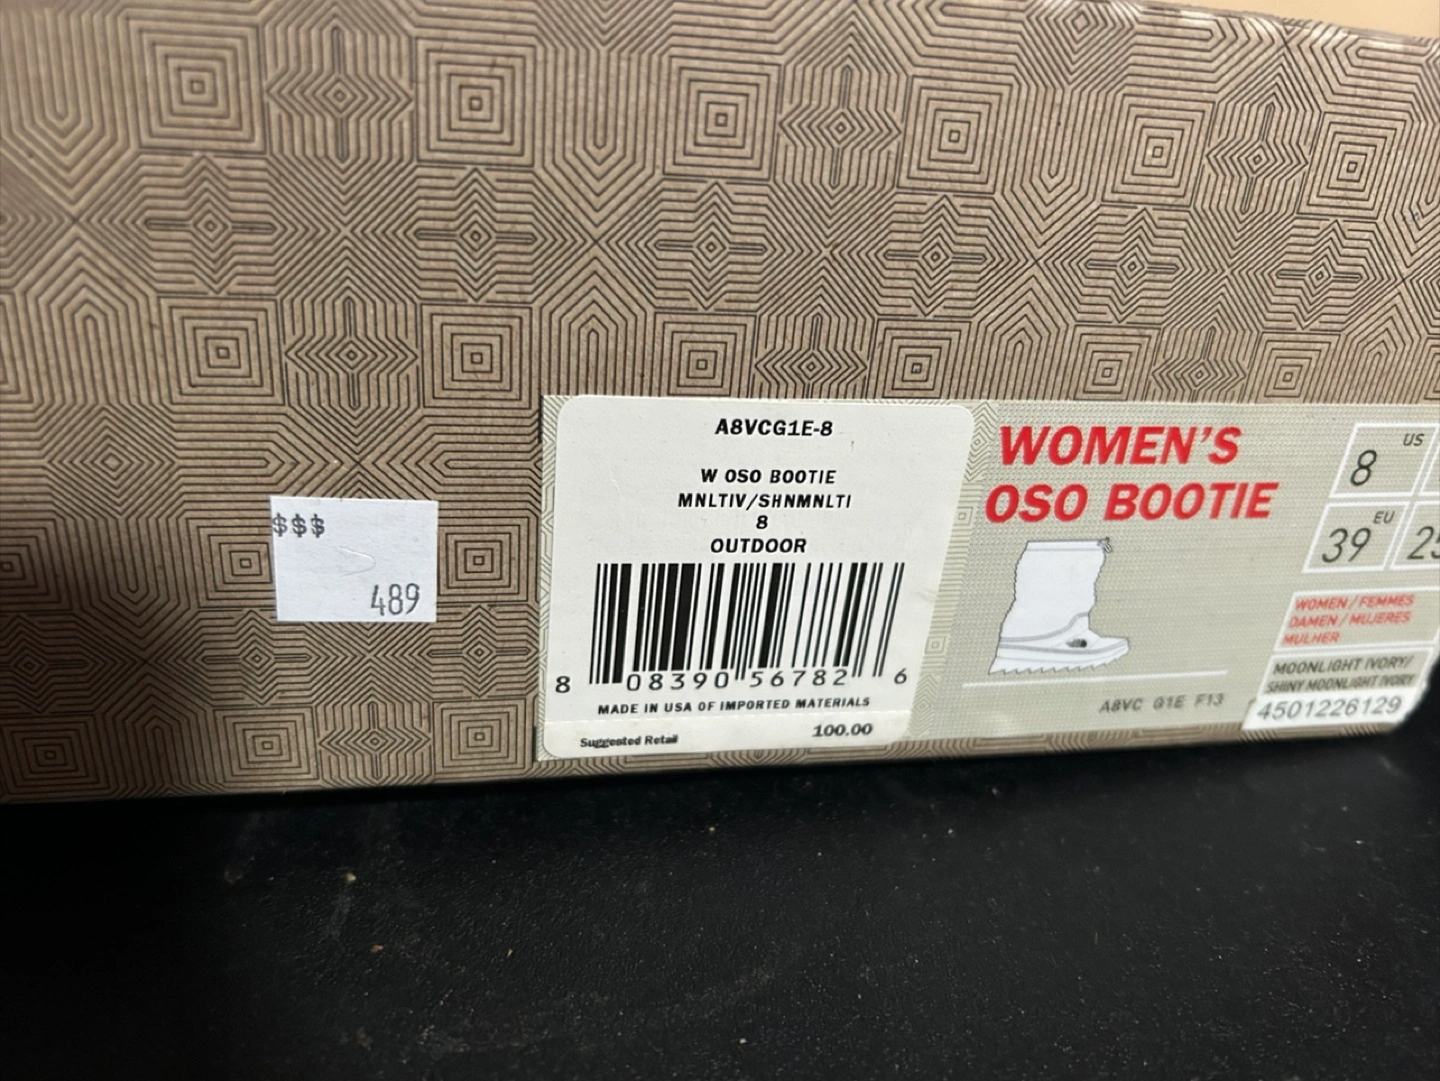 $$$
489
A8VCG1E-8
W OSO BOOTIE
MNLTIV/SHNMNLTI
8
OUTDOOR
8 08390 56782 6
MADE IN USA OF IMPORTED MATERIALS
Suggested Retail 100.00
WOMEN'S
OSO BOOTIE
A8VC G1E F13
8 US
39 EU
25
WOMEN / FEMMES
DAMEN / MUJERES
MULHER
MOONLIGHT IVORY/
SHINY MOONLIGHT IVORY
4501226129